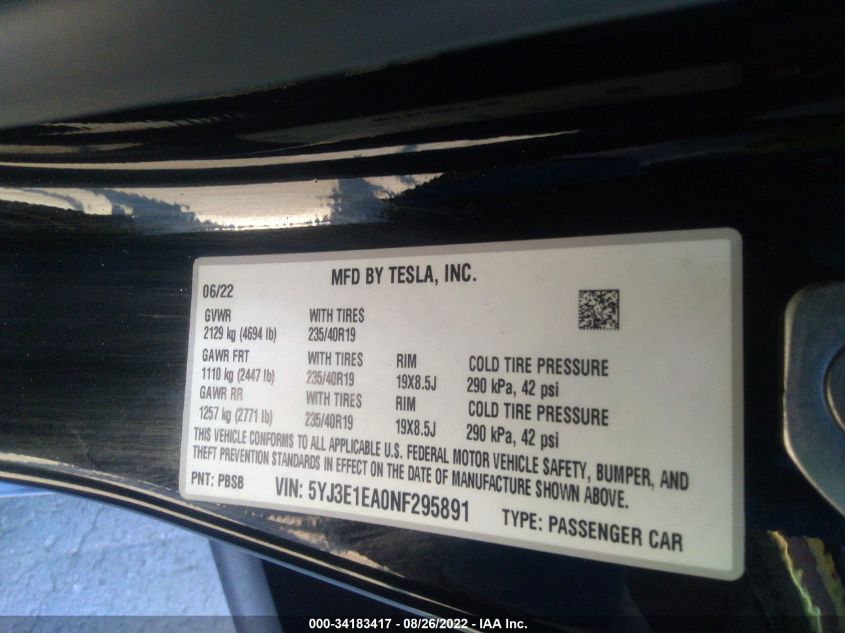 MFD BY TESLA, INC.
06/22
GVWR WITH TIRES
2129 kg (4694 lb) 235/40R19
GAWR FRT WITH TIRES RIM COLD TIRE PRESSURE
1110 kg (2447 lb) 235/40R19 19X8.5J 290 kPa, 42 psi
GAWR RR WITH TIRES RIM COLD TIRE PRESSURE
1257 kg (2771 lb) 235/40R19 19X8.5J 290 kPa, 42 psi
THIS VEHICLE CONFORMS TO ALL APPLICABLE U.S. FEDERAL MOTOR VEHICLE SAFETY, BUMPER, AND
THEFT PREVENTION STANDARDS IN EFFECT ON THE DATE OF MANUFACTURE SHOWN ABOVE.
PNT: PBSB VIN: 5YJ3E1EA0NF295891 TYPE: PASSENGER CAR
000-34183417 - 08/26/2022 - IAA Inc.